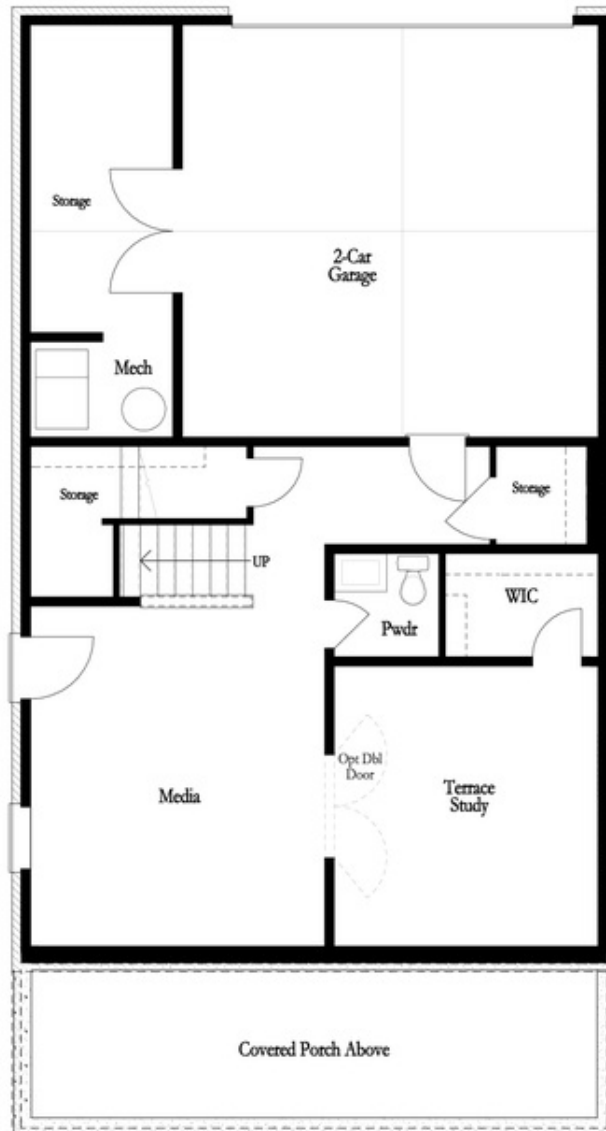 Storage
2-Car
Garage
Mech
Storage
Storage
UP
Pwdr
WIC
Opt Dbl
Door
Media
Terrace
Study
Covered Porch Above